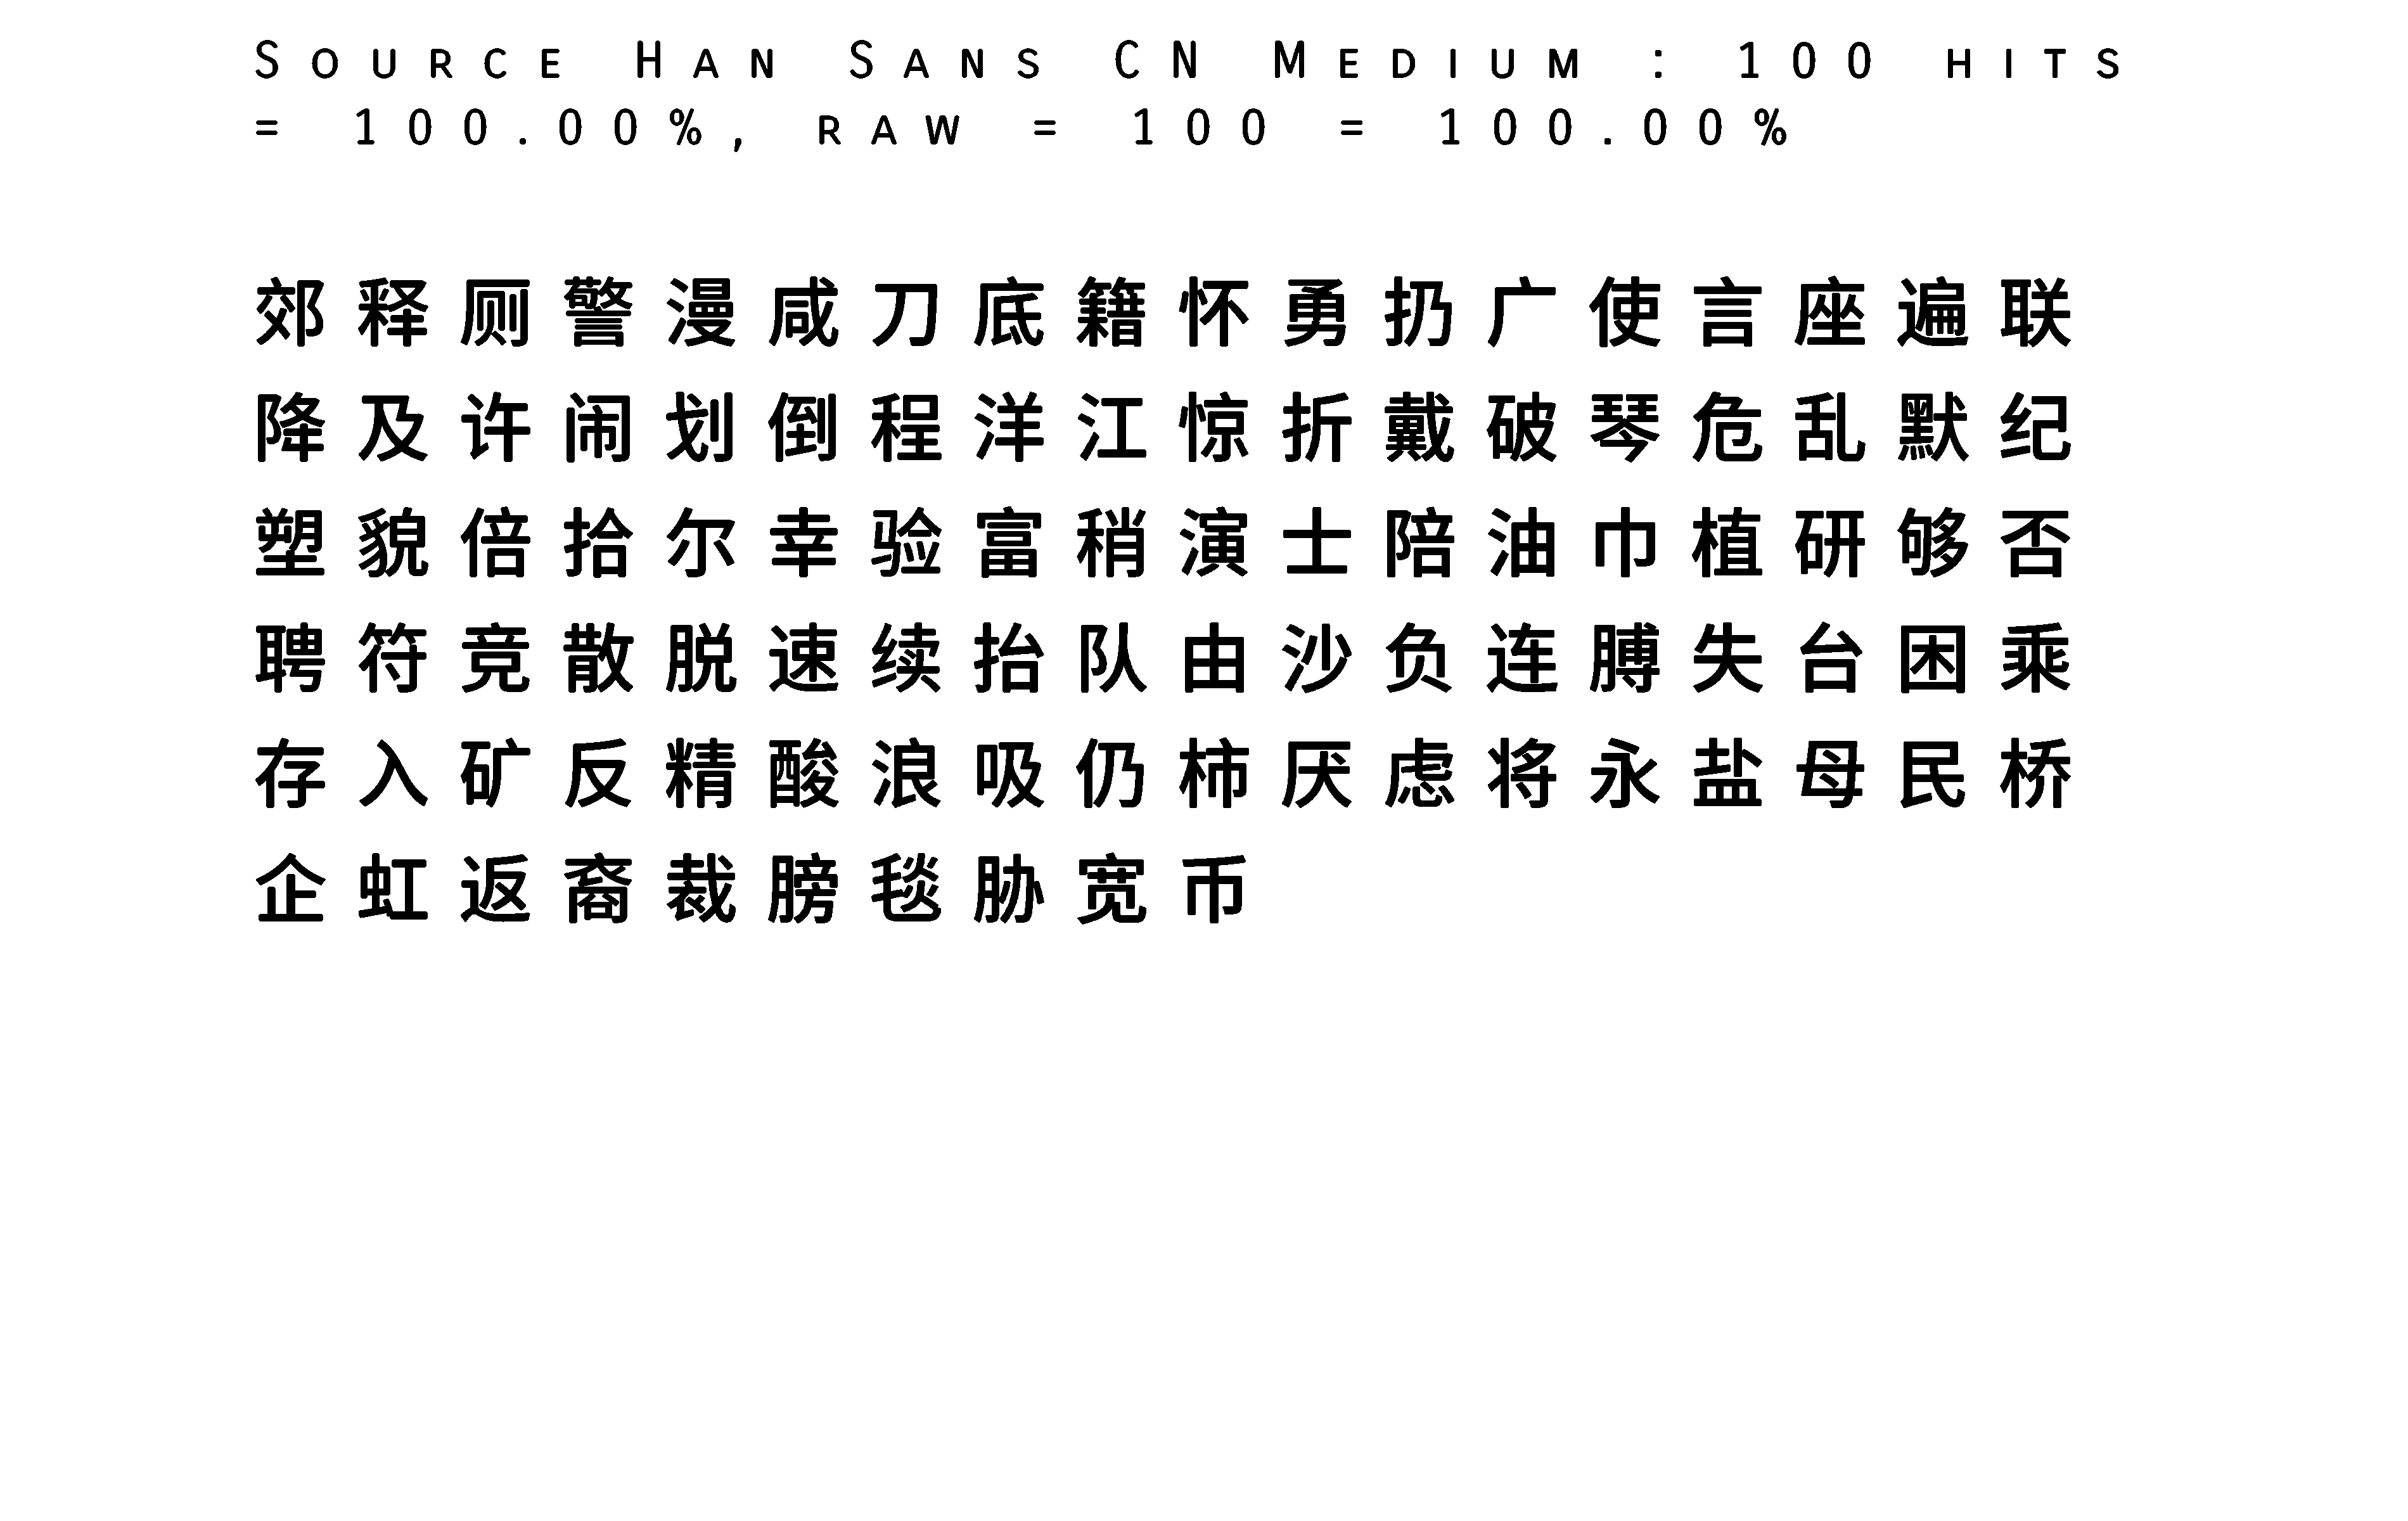 Source Han Sans CN Medium : 100 hits
= 100.00%, raw = 100 = 100.00%
郊释厕警漫咸刀底籍怀勇扔广使言座遍联
降及许闹划倒程洋江惊折戴破琴危乱默纪
塑貌倍拾尔幸验富稍演士陪油巾植研够否
聘符竞散脱速续抬队由沙负连膊失台困乘
存入矿反精酸浪吸仍柿厌虑将永盐母民桥
企虹返裔裁膀毯胁宽币